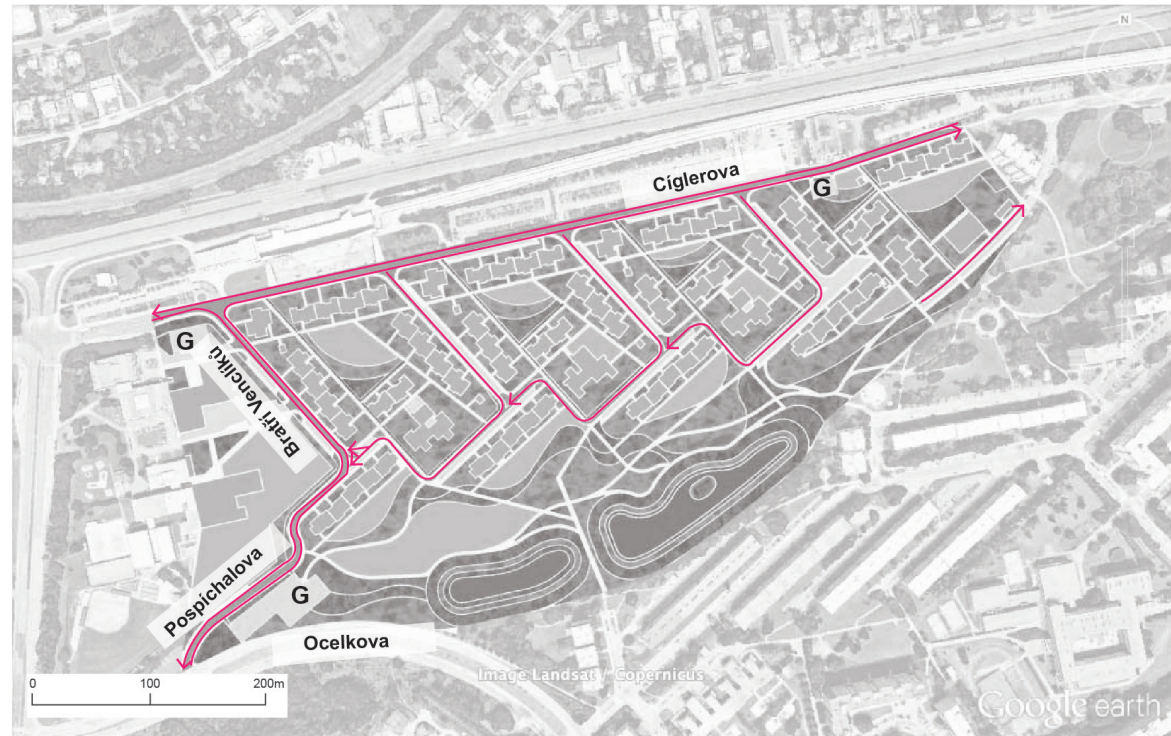 N
Cíglerova
G
G
Bratří Venclíků
Pospíchalova
G
Ocelkova
0 100 200m
Image Landsat / Copernicus
Google earth